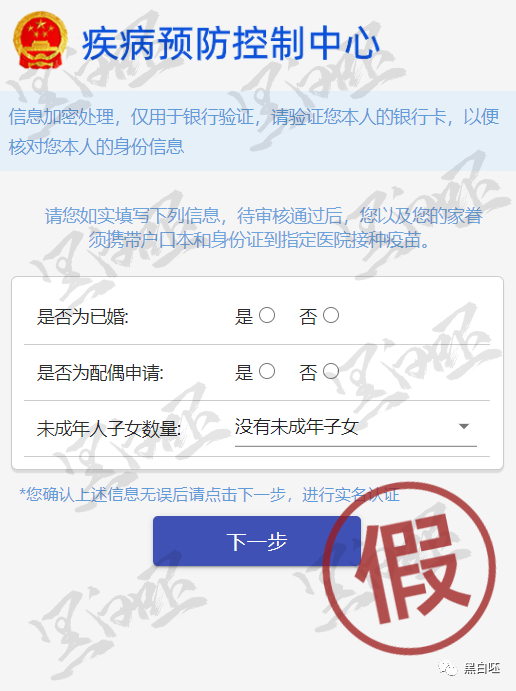 疾病预防控制中心
信息加密处理，仅用于银行验证，请验证您本人的银行卡，以便
核对您本人的身份信息
请您如实填写下列信息，待审核通过后，您以及您的家眷
须携带户口本和身份证到指定医院接种疫苗。
是否为已婚: 是 否
是否为配偶申请: 是 否
未成年人子女数量: 没有未成年子女
*您确认上述信息无误后请点击下一步，进行实名认证
下一步
假
黑白呸